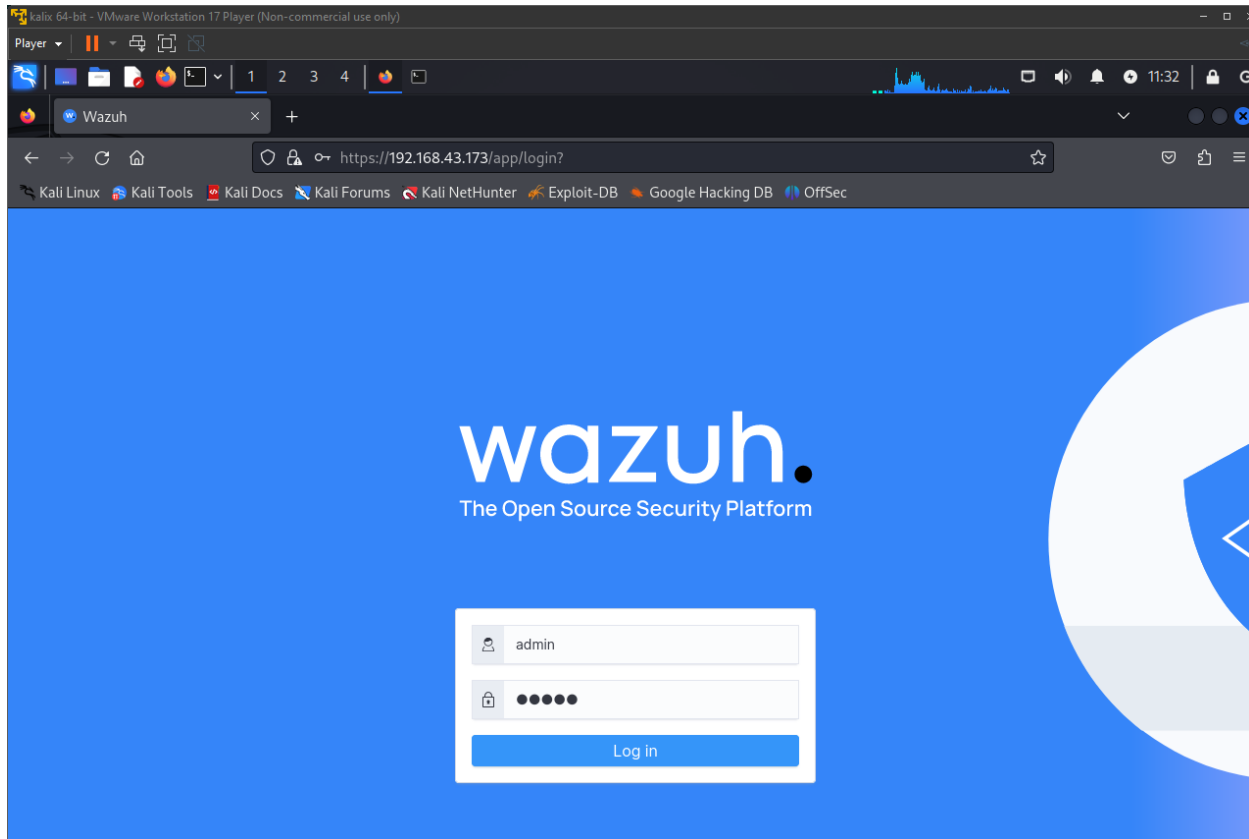 kalix 64-bit - VMware Workstation 17 Player (Non-commercial use only)
Player
1 2 3 4 11:32
Wazuh
https://192.168.43.173/app/login?
Kali Linux Kali Tools Kali Docs Kali Forums Kali NetHunter Exploit-DB Google Hacking DB OffSec
wazuh.
The Open Source Security Platform
admin
●●●●●
Log in